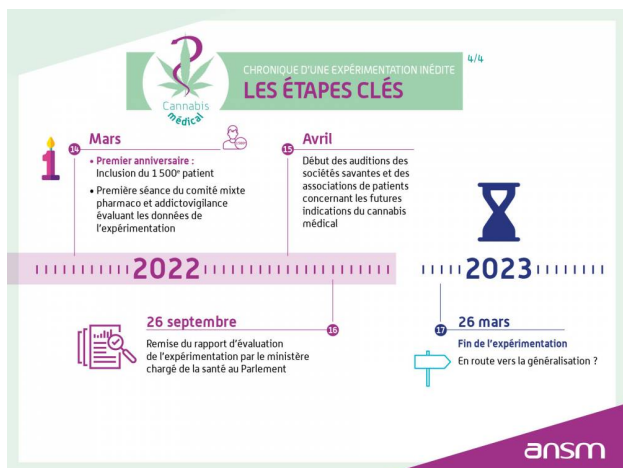 CHRONIQUE D'UNE EXPÉRIMENTATION INÉDITE
4/4
LES ÉTAPES CLÉS
Cannabis
médical
14
Mars
• Premier anniversaire :
Inclusion du 1 500e patient
• Première séance du comité mixte
pharmaco et addictovigilance
évaluant les données de
l'expérimentation
15
Avril
Début des auditions des
sociétés savantes et des
associations de patients
concernant les futures
indications du cannabis
médical
2022
2023
26 septembre
16
Remise du rapport d'évaluation
de l'expérimentation par le ministère
chargé de la santé au Parlement
17
26 mars
Fin de l'expérimentation
En route vers la généralisation ?
ansm